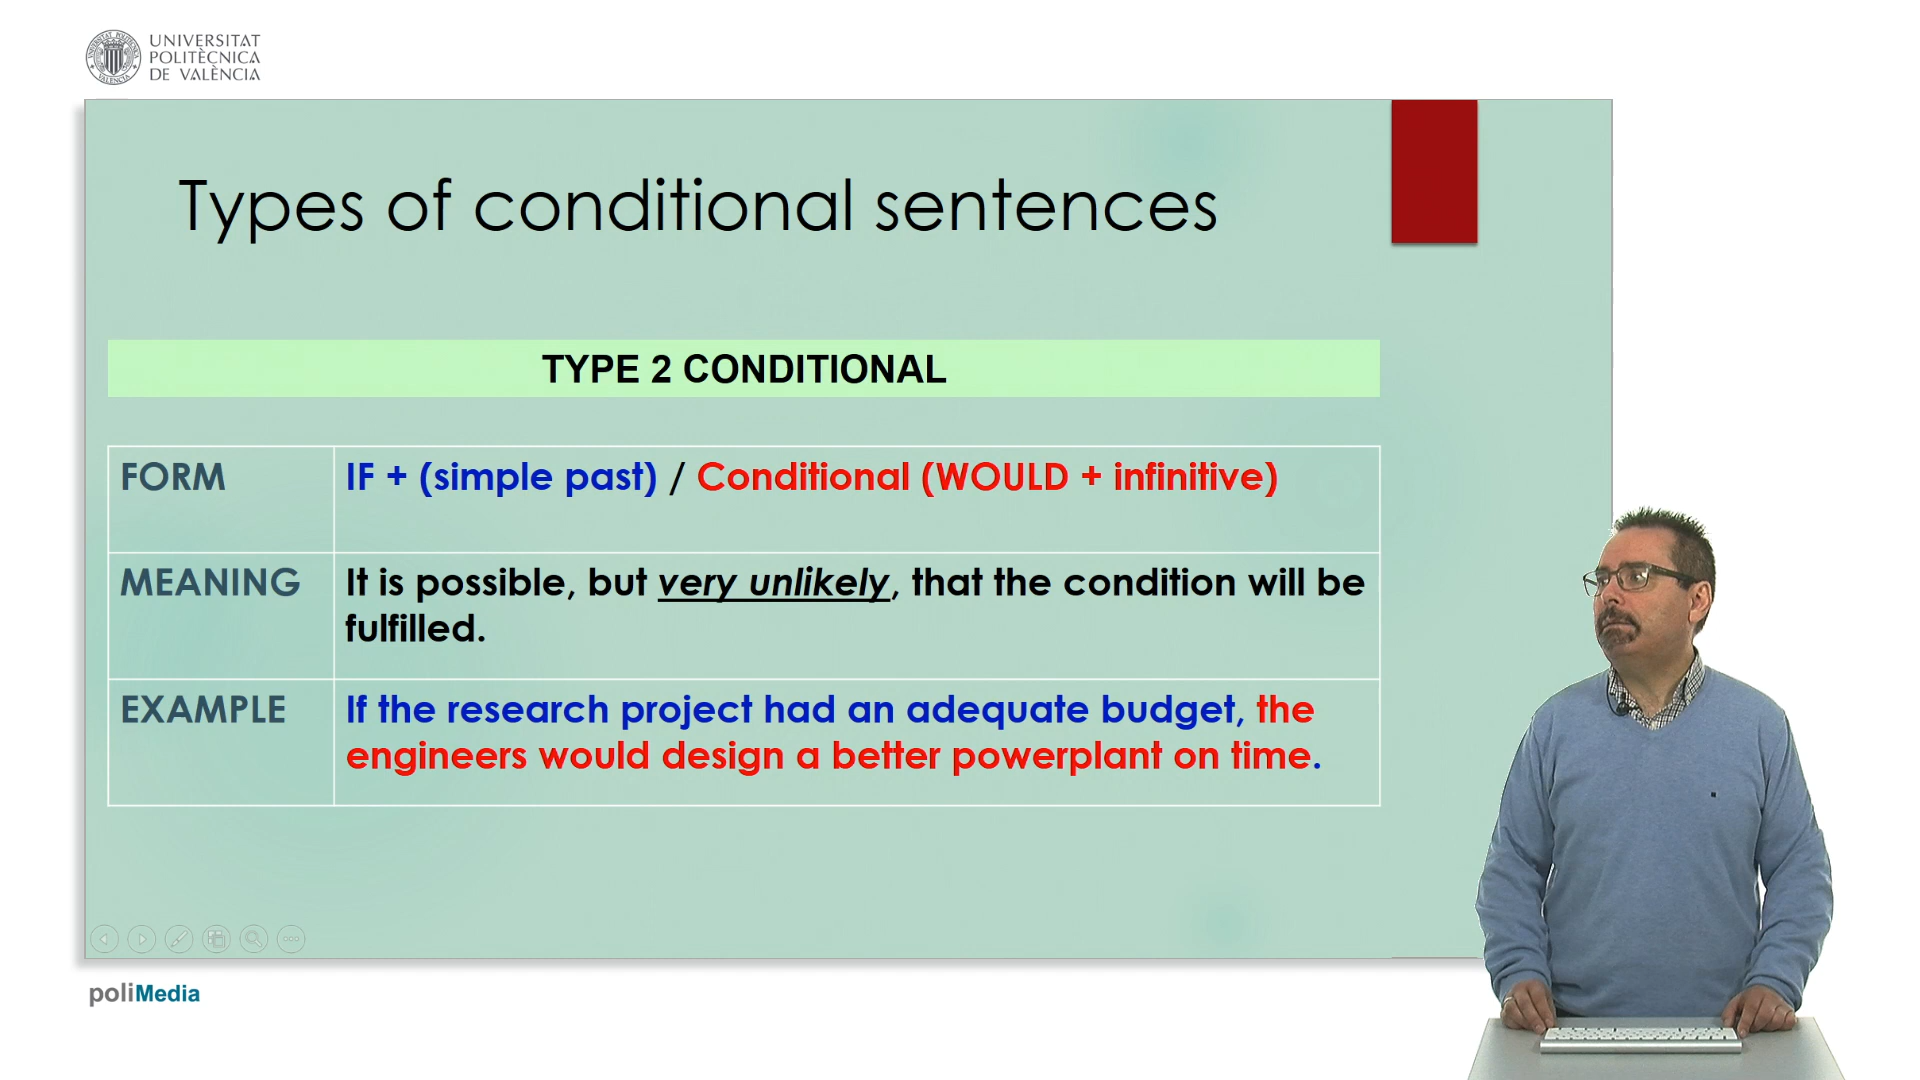 UNIVERSITAT
POLITÈCNICA
DE VALÈNCIA
Types of conditional sentences
TYPE 2 CONDITIONAL
FORM
IF + (simple past) / Conditional (WOULD + infinitive)
MEANING
It is possible, but very unlikely, that the condition will be
fulfilled.
EXAMPLE
If the research project had an adequate budget, the
engineers would design a better powerplant on time.
poliMedia